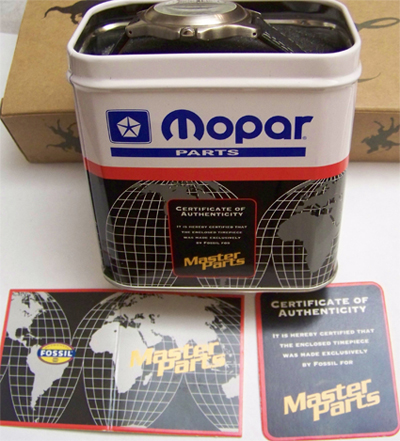 Mopar
PARTS
CERTIFICATE OF
AUTHENTICITY
IT IS HEREBY CERTIFIED THAT
THE ENCLOSED TIMEPIECE
WAS MADE EXCLUSIVELY
BY FOSSIL FOR
Master
Parts
FOSSIL
Master
Parts
CERTIFICATE OF
AUTHENTICITY
IT IS HEREBY CERTIFIED THAT
THE ENCLOSED TIMEPIECE
WAS MADE EXCLUSIVELY
BY FOSSIL FOR
Master
Parts